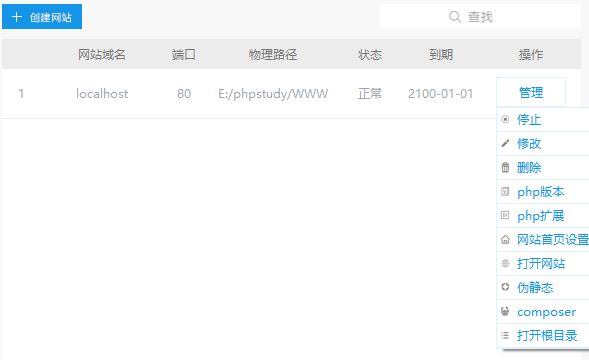 创建网站
查找
网站域名 端口 物理路径 状态 到期 操作
1 localhost 80 E:/phpstudy/WWW 正常 2100-01-01 管理
停止
修改
删除
php版本
php扩展
网站首页设置
打开网站
伪静态
composer
打开根目录